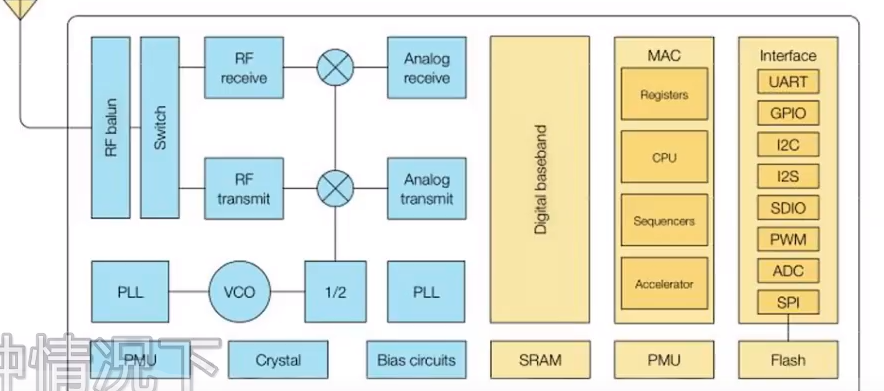 RF balun
Switch
RF
receive
Analog
receive
RF
transmit
Analog
transmit
PLL
VCO
1/2
PLL
Digital baseband
MAC
Registers
CPU
Sequencers
Accelerator
Interface
UART
GPIO
I2C
I2S
SDIO
PWM
ADC
SPI
种情况下
PMU
Crystal
Bias circuits
SRAM
PMU
Flash